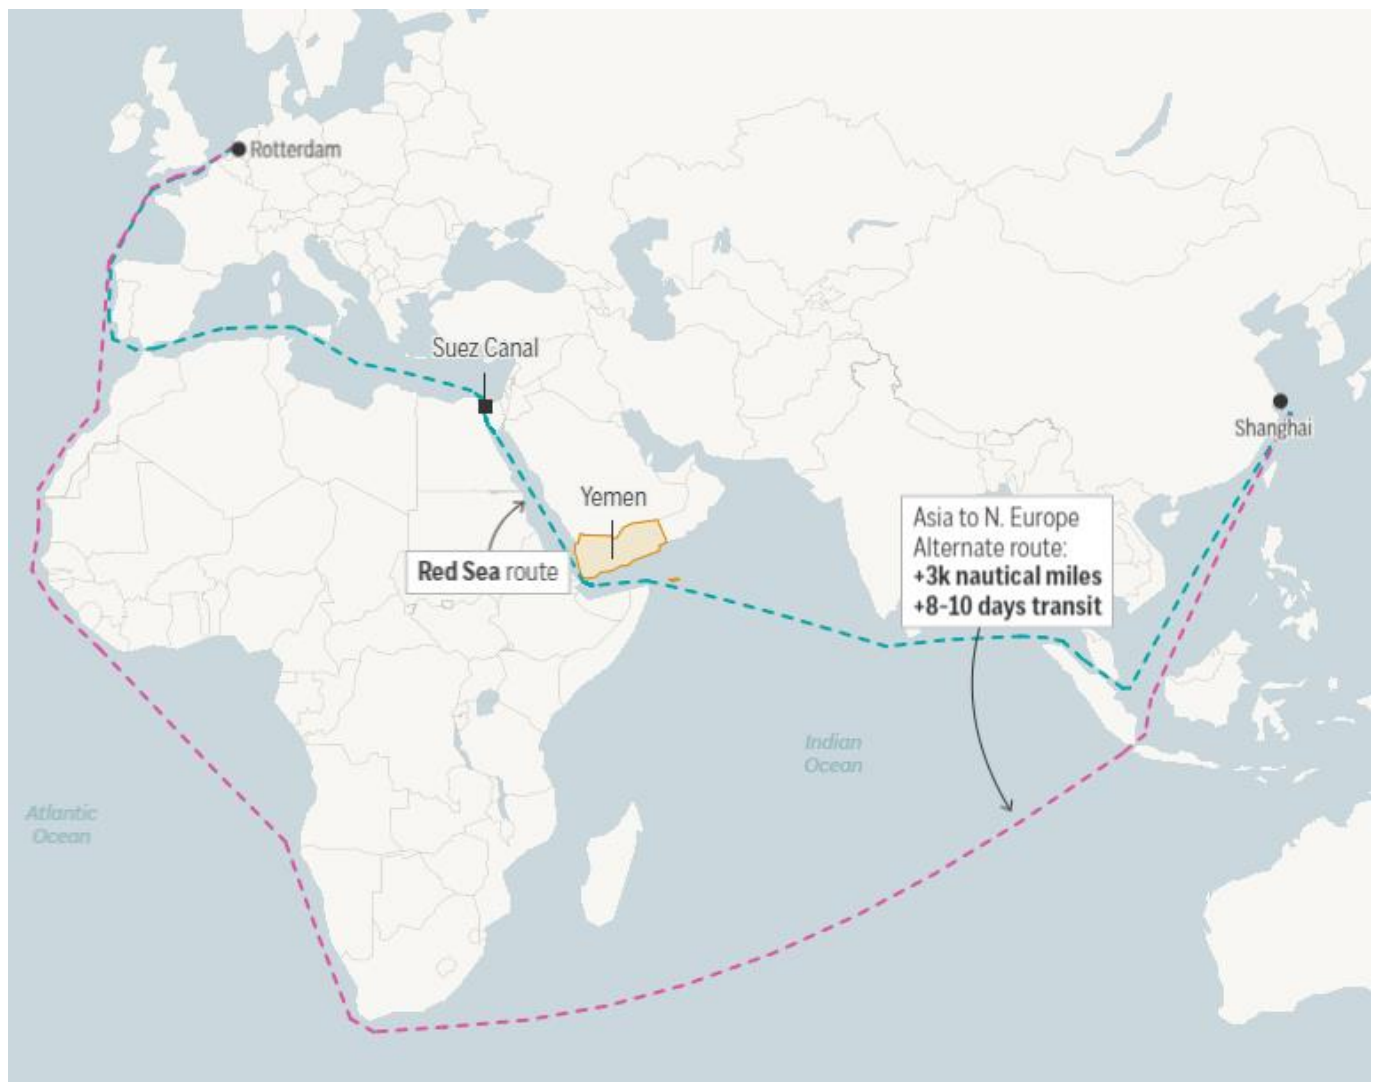 Rotterdam
Suez Canal
Shanghai
Yemen
Asia to N. Europe
Alternate route:
+3k nautical miles
+8-10 days transit
Red Sea route
Indian
Ocean
Atlantic
Ocean